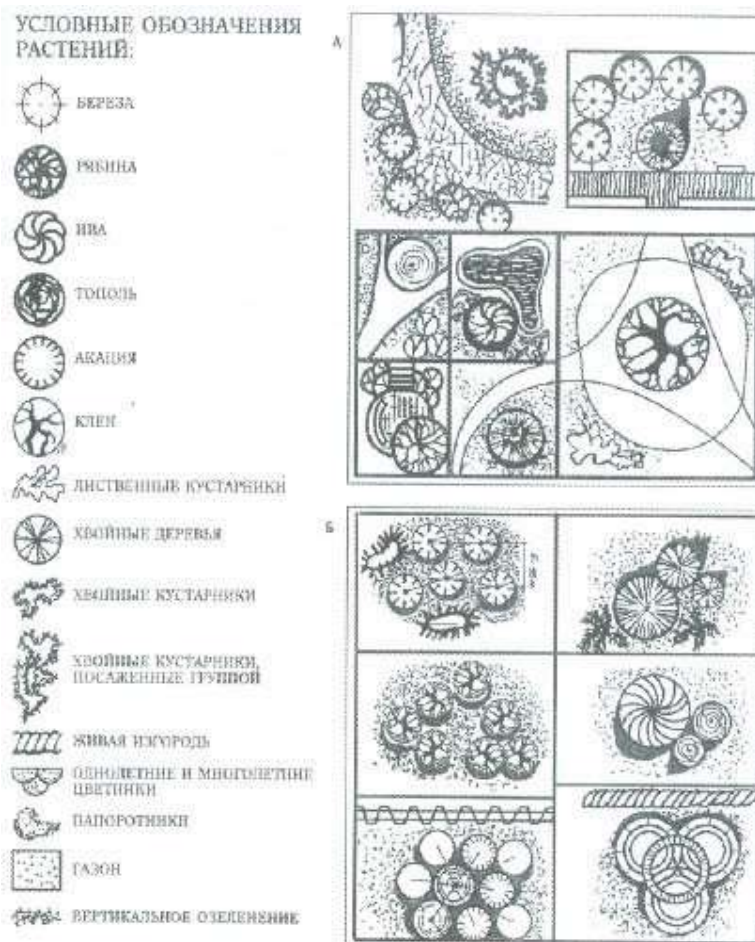 УСЛОВНЫЕ ОБОЗНАЧЕНИЯ
РАСТЕНИЙ:
БЕРЕЗА
РЯБИНА
ИВА
ТОПОЛЬ
АКАЦИЯ
КЛЕН
ЛИСТВЕННЫЕ КУСТАРНИКИ
ХВОЙНЫЕ ДЕРЕВЬЯ
ХВОЙНЫЕ КУСТАРНИКИ
ХВОЙНЫЕ КУСТАРНИКИ,
ПОСАЖЕННЫЕ ГРУППОЙ
ЖИВАЯ ИЗГОРОДЬ
ОДНОЛЕТНИЕ И МНОГОЛЕТНИЕ
ЦВЕТНИКИ
ПАПОРОТНИКИ
ГАЗОН
ВЕРТИКАЛЬНОЕ ОЗЕЛЕНЕНИЕ
А
Б